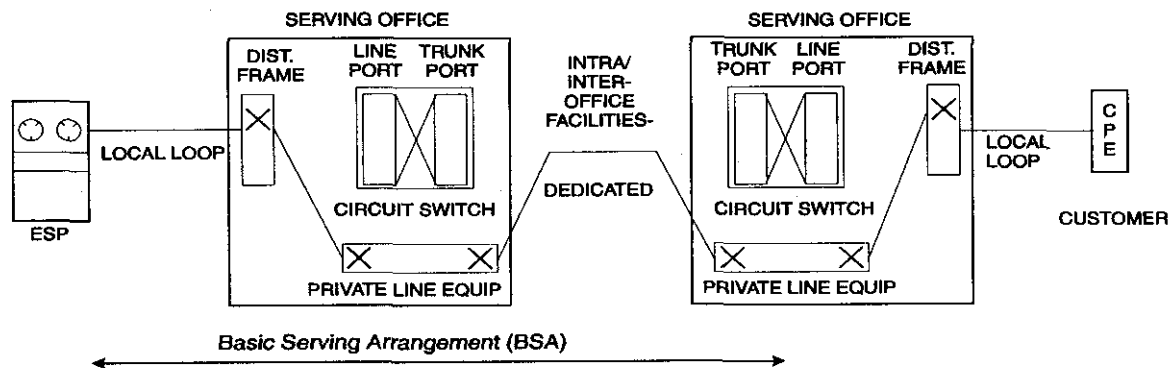 SERVING OFFICE
DIST.
FRAME
LINE
PORT
TRUNK
PORT
CIRCUIT SWITCH
PRIVATE LINE EQUIP
ESP
LOCAL LOOP
INTRA/
INTER-
OFFICE
FACILITIES-
DEDICATED
SERVING OFFICE
TRUNK
PORT
LINE
PORT
DIST.
FRAME
CIRCUIT SWITCH
PRIVATE LINE EQUIP
LOCAL
LOOP
CPE
CUSTOMER
Basic Serving Arrangement (BSA)